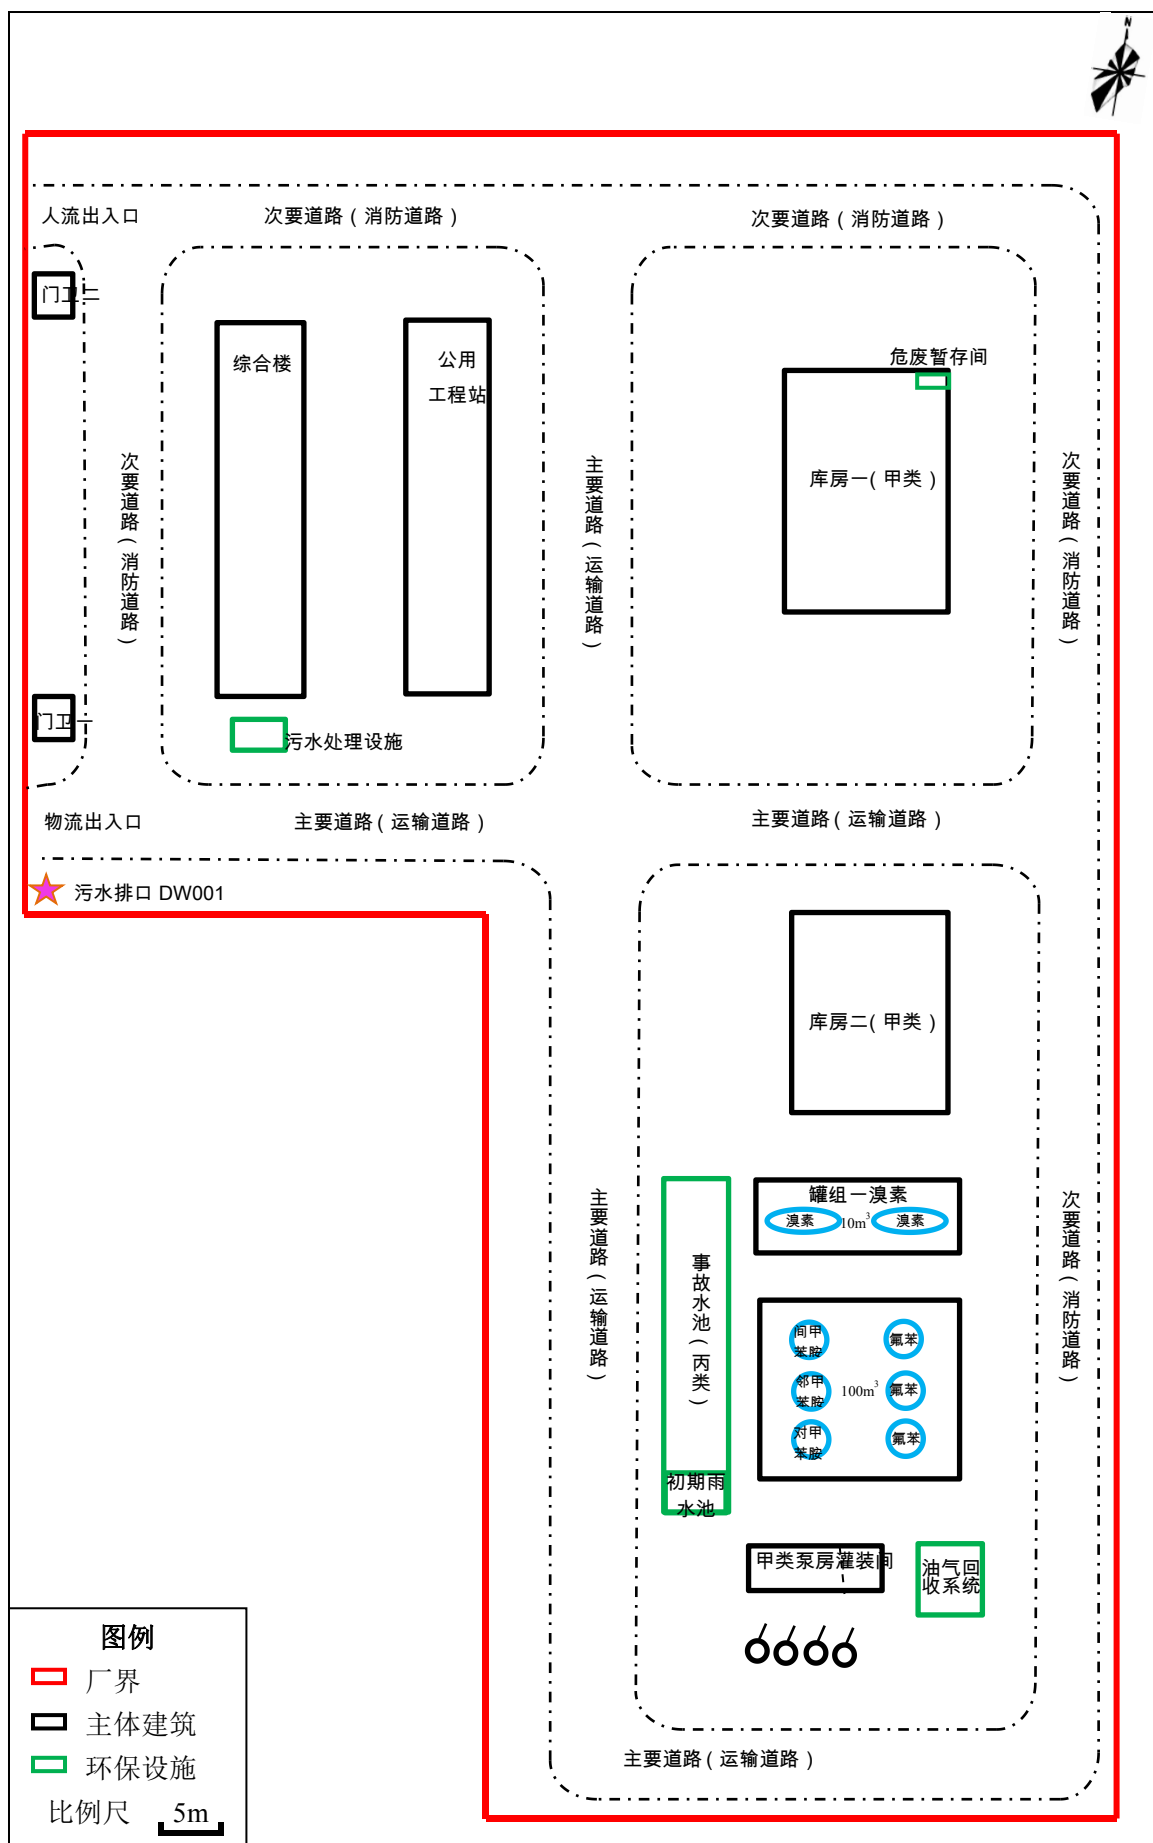 N
人流出入口
次要道路（消防道路）
次要道路（消防道路）
门卫二
综合楼
公用
工程站
危废暂存间
库房一（甲类）
次要道路（消防道路）
主要道路（运输道路）
次要道路（消防道路）
门卫一
污水处理设施
物流出入口
主要道路（运输道路）
主要道路（运输道路）
污水排口 DW001
库房二（甲类）
罐组一溴素
溴素
10m³
溴素
主要道路（运输道路）
事故水池（丙类）
次要道路（消防道路）
间甲
苯胺
氟苯
邻甲
苯胺
100m³
氟苯
对甲
苯胺
氟苯
初期雨
水池
甲类泵房灌装间
油气回
收系统
主要道路（运输道路）
图例
厂界
主体建筑
环保设施
比例尺 5m